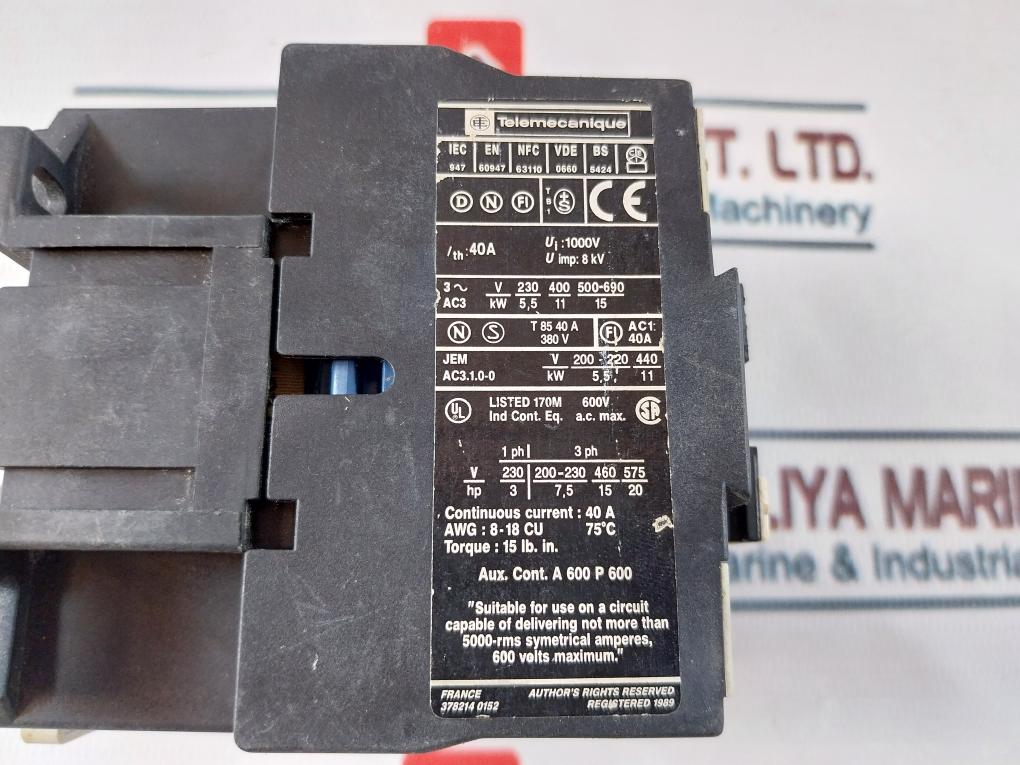 Telemecanique
IEC EN NFC VDE BS
947 60947 63110 0660 5424
D N FI T B 1 S CE
Ith : 40A Ui : 1000V
U imp: 8 kV
3 ~ V 230 400 500-690
AC3 kW 5,5 11 15
N S T 85 40 A FI AC1:
380 V 40A
JEM V 200 - 220 440
AC3.1.0-0 kW 5,5 11
UL LISTED 170M 600V SA
Ind Cont. Eq. a.c. max.
1 ph 3 ph
V 230 200-230 460 575
hp 3 7,5 15 20
Continuous current : 40 A
AWG : 8-18 CU 75°C
Torque : 15 lb. in.
Aux. Cont. A 600 P 600
"Suitable for use on a circuit
capable of delivering not more than
5000-rms symetrical amperes,
600 volts maximum."
FRANCE AUTHOR'S RIGHTS RESERVED
378214 0152 REGISTERED 1989
T. LTD.
Machinery
LIYA MARIN
arine & Industria